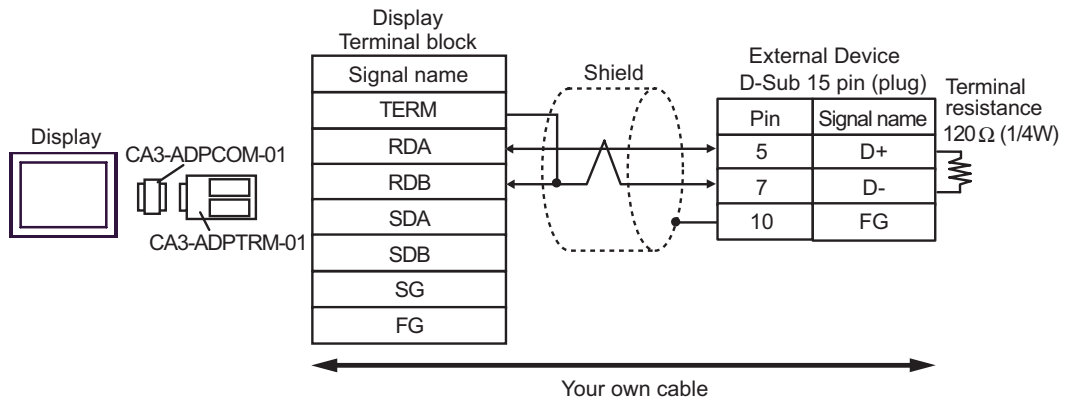 Display
Terminal block
Signal name
TERM
RDA
RDB
SDA
SDB
SG
FG
Shield
External Device
D-Sub 15 pin (plug)
Pin Signal name
5 D+
7 D-
10 FG
Terminal
resistance
120Ω (1/4W)
Display
CA3-ADPCOM-01
CA3-ADPTRM-01
Your own cable